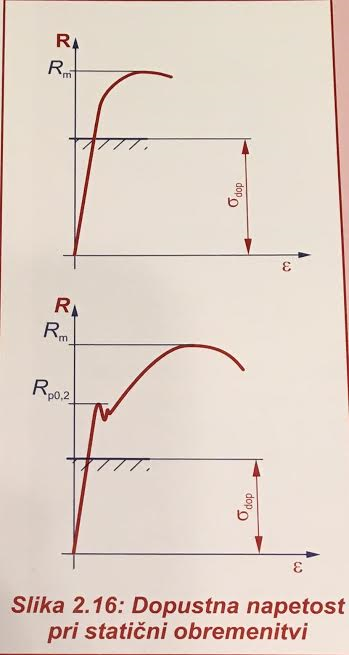 R
Rm
σdop
ε
R
Rm
Rp0,2
σdop
ε
Slika 2.16: Dopustna napetost
pri statični obremenitvi